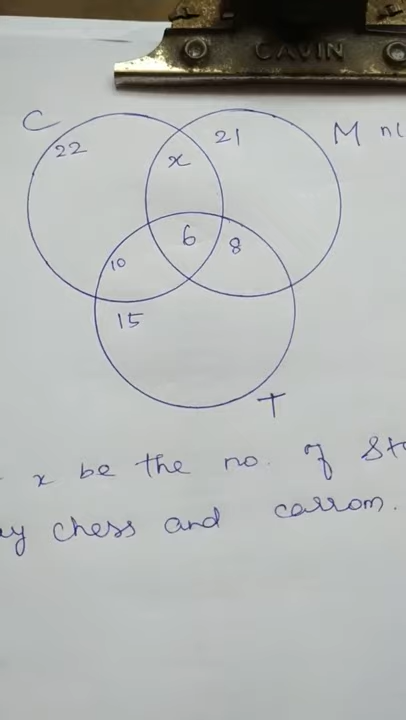 CAVIN
C
M
22
x
21
6
8
10
15
T
x be the no. of
chess and carrom.